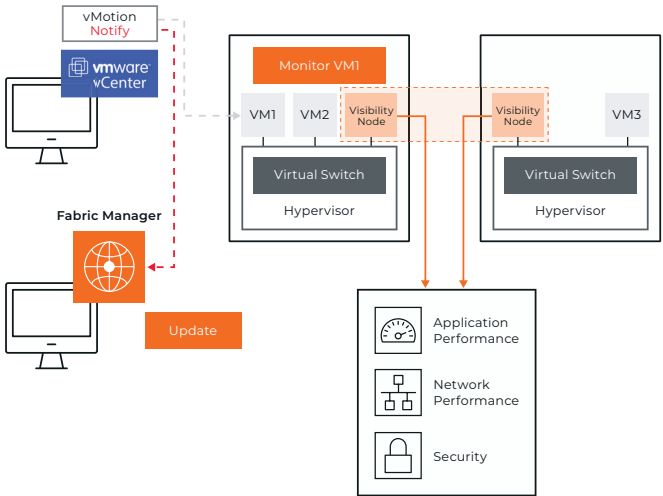 vMotion
Notify
vmware
vCenter
Monitor VM1
VM1
VM2
Visibility
Node
Virtual Switch
Hypervisor
Visibility
Node
VM3
Virtual Switch
Hypervisor
Fabric Manager
Update
Application
Performance
Network
Performance
Security